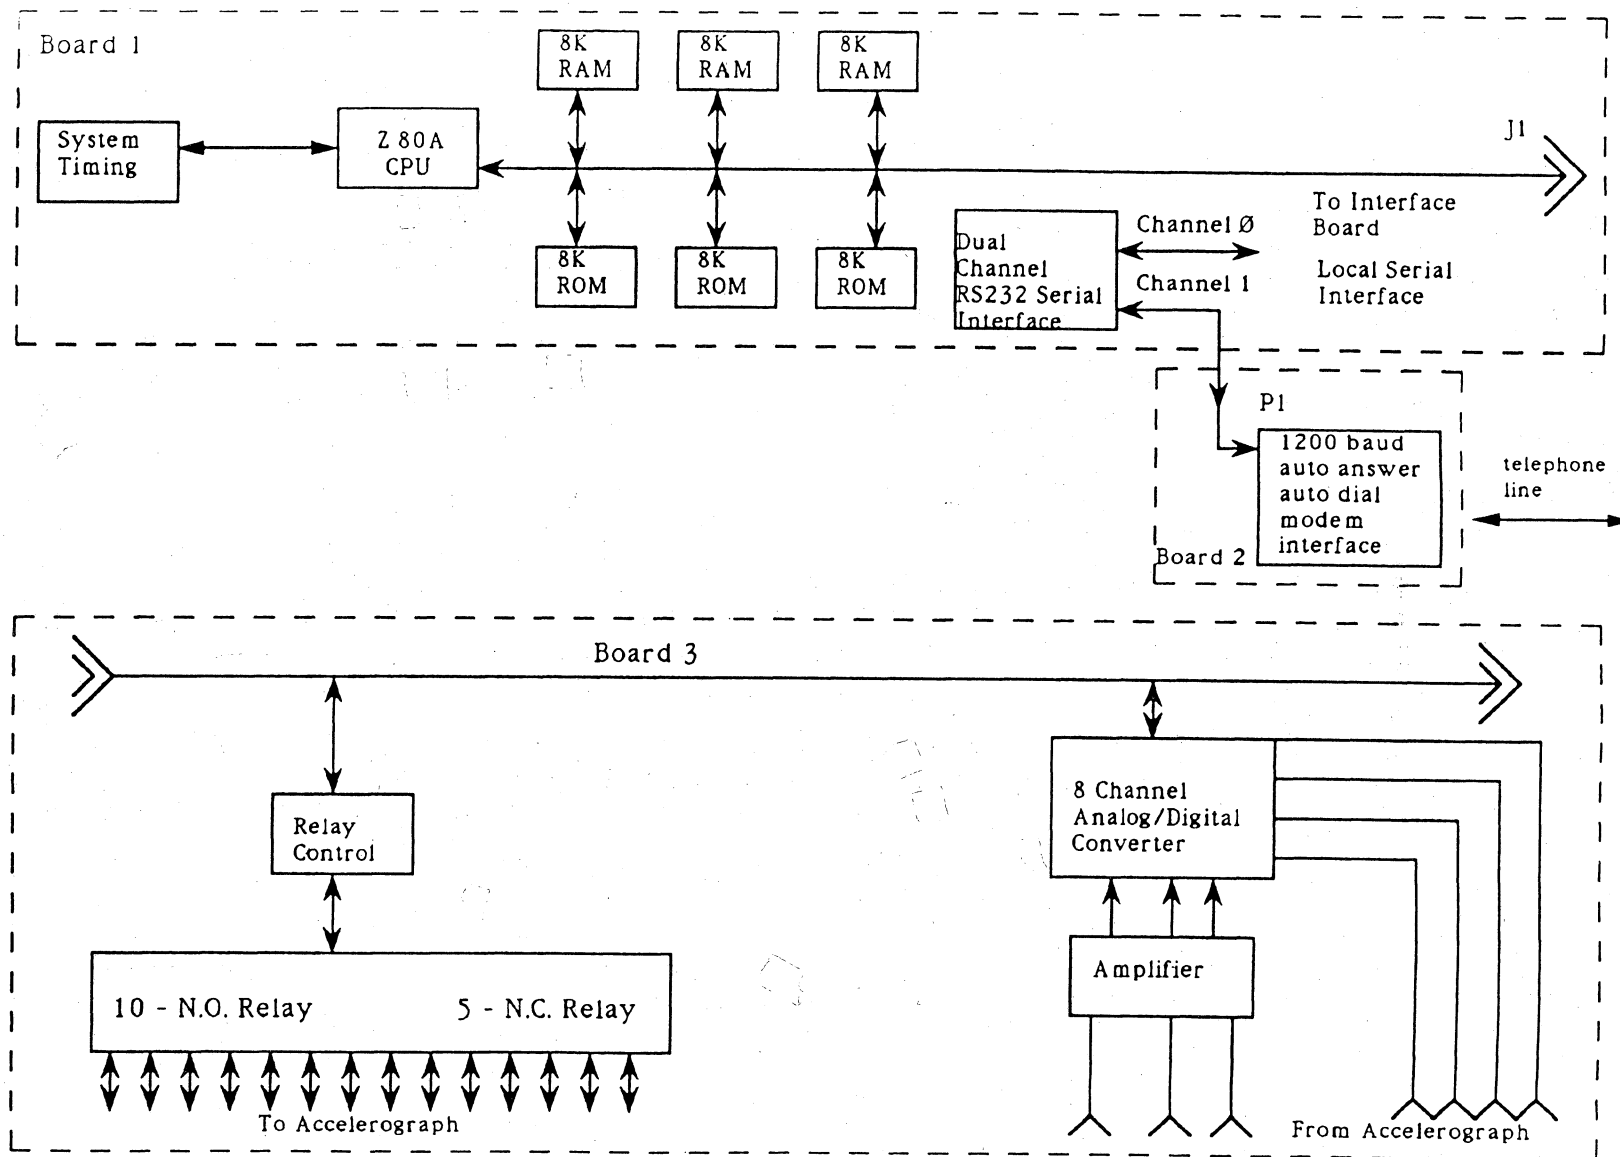 Board 1
8K
RAM
8K
RAM
8K
RAM
System
Timing
Z 80A
CPU
J1
8K
ROM
8K
ROM
8K
ROM
Dual
Channel
RS232 Serial
Interface
Channel Ø
Channel 1
To Interface
Board
Local Serial
Interface
P1
1200 baud
auto answer
auto dial
modem
interface
Board 2
telephone
line
Board 3
Relay
Control
8 Channel
Analog/Digital
Converter
10 - N.O. Relay
5 - N.C. Relay
Amplifier
To Accelerograph
From Accelerograph